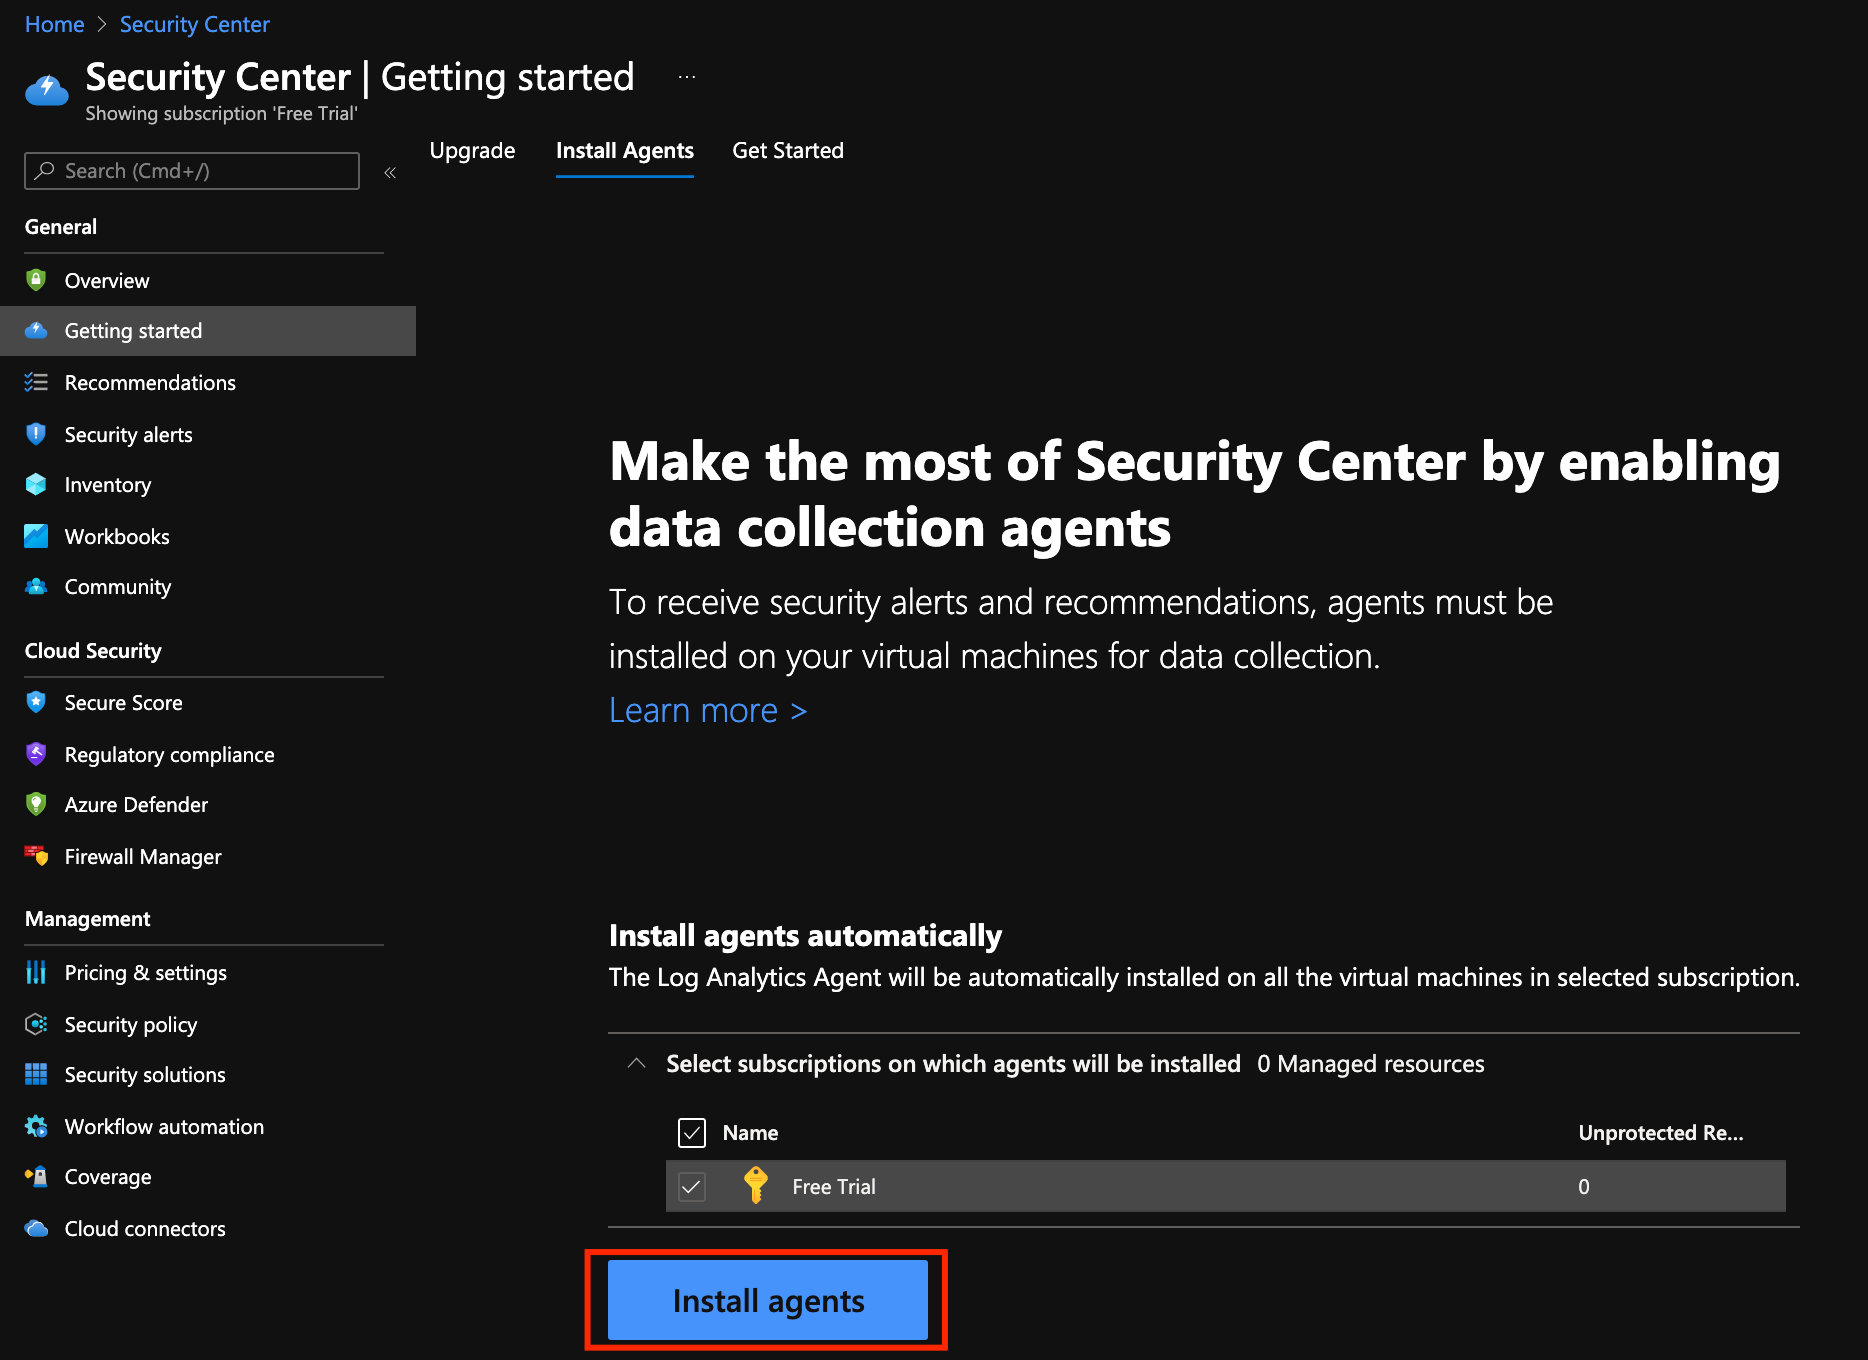 Home > Security Center
Security Center | Getting started ...
Showing subscription 'Free Trial'
Search (Cmd+/)
«
Upgrade
Install Agents
Get Started
General
Overview
Getting started
Recommendations
Security alerts
Inventory
Workbooks
Community
Cloud Security
Secure Score
Regulatory compliance
Azure Defender
Firewall Manager
Management
Pricing & settings
Security policy
Security solutions
Workflow automation
Coverage
Cloud connectors
Make the most of Security Center by enabling
data collection agents
To receive security alerts and recommendations, agents must be
installed on your virtual machines for data collection.
Learn more >
Install agents automatically
The Log Analytics Agent will be automatically installed on all the virtual machines in selected subscription.
Select subscriptions on which agents will be installed 0 Managed resources
Name Unprotected Re...
Free Trial 0
Install agents